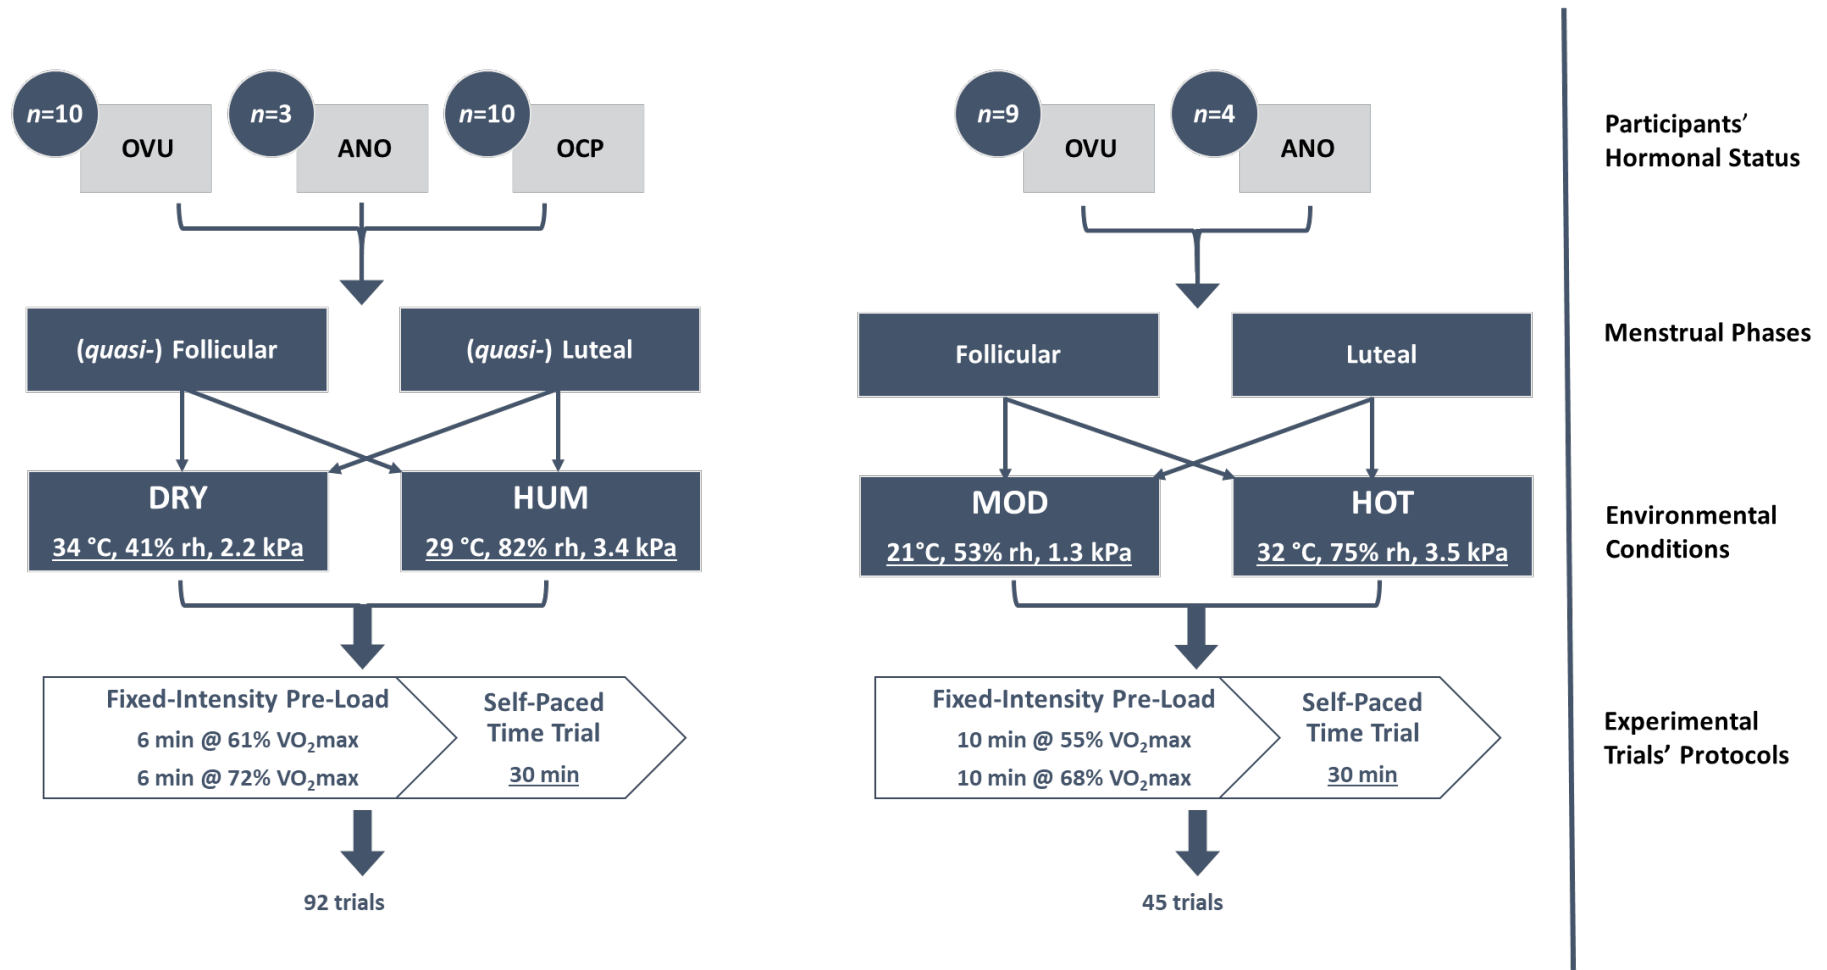 n=10
OVU
n=3
ANO
n=10
OCP
n=9
OVU
n=4
ANO
Participants’
Hormonal Status
(quasi-) Follicular
(quasi-) Luteal
Follicular
Luteal
Menstrual Phases
DRY
34 °C, 41% rh, 2.2 kPa
HUM
29 °C, 82% rh, 3.4 kPa
MOD
21°C, 53% rh, 1.3 kPa
HOT
32 °C, 75% rh, 3.5 kPa
Environmental
Conditions
Fixed-Intensity Pre-Load
6 min @ 61% VO₂max
6 min @ 72% VO₂max
Self-Paced
Time Trial
30 min
Fixed-Intensity Pre-Load
10 min @ 55% VO₂max
10 min @ 68% VO₂max
Self-Paced
Time Trial
30 min
Experimental
Trials’ Protocols
92 trials
45 trials